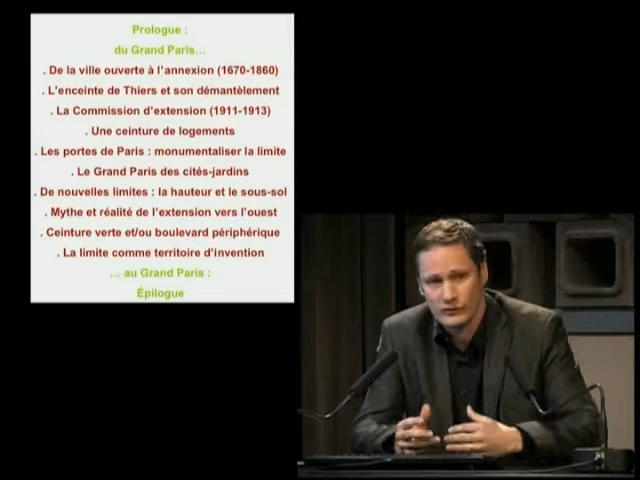 Prologue :
du Grand Paris...
. De la ville ouverte à l'annexion (1670-1860)
. L'enceinte de Thiers et son démantèlement
. La Commission d'extension (1911-1913)
. Une ceinture de logements
. Les portes de Paris : monumentaliser la limite
. Le Grand Paris des cités-jardins
. De nouvelles limites : la hauteur et le sous-sol
. Mythe et réalité de l'extension vers l'ouest
. Ceinture verte et/ou boulevard périphérique
. La limite comme territoire d'invention
... au Grand Paris :
Épilogue